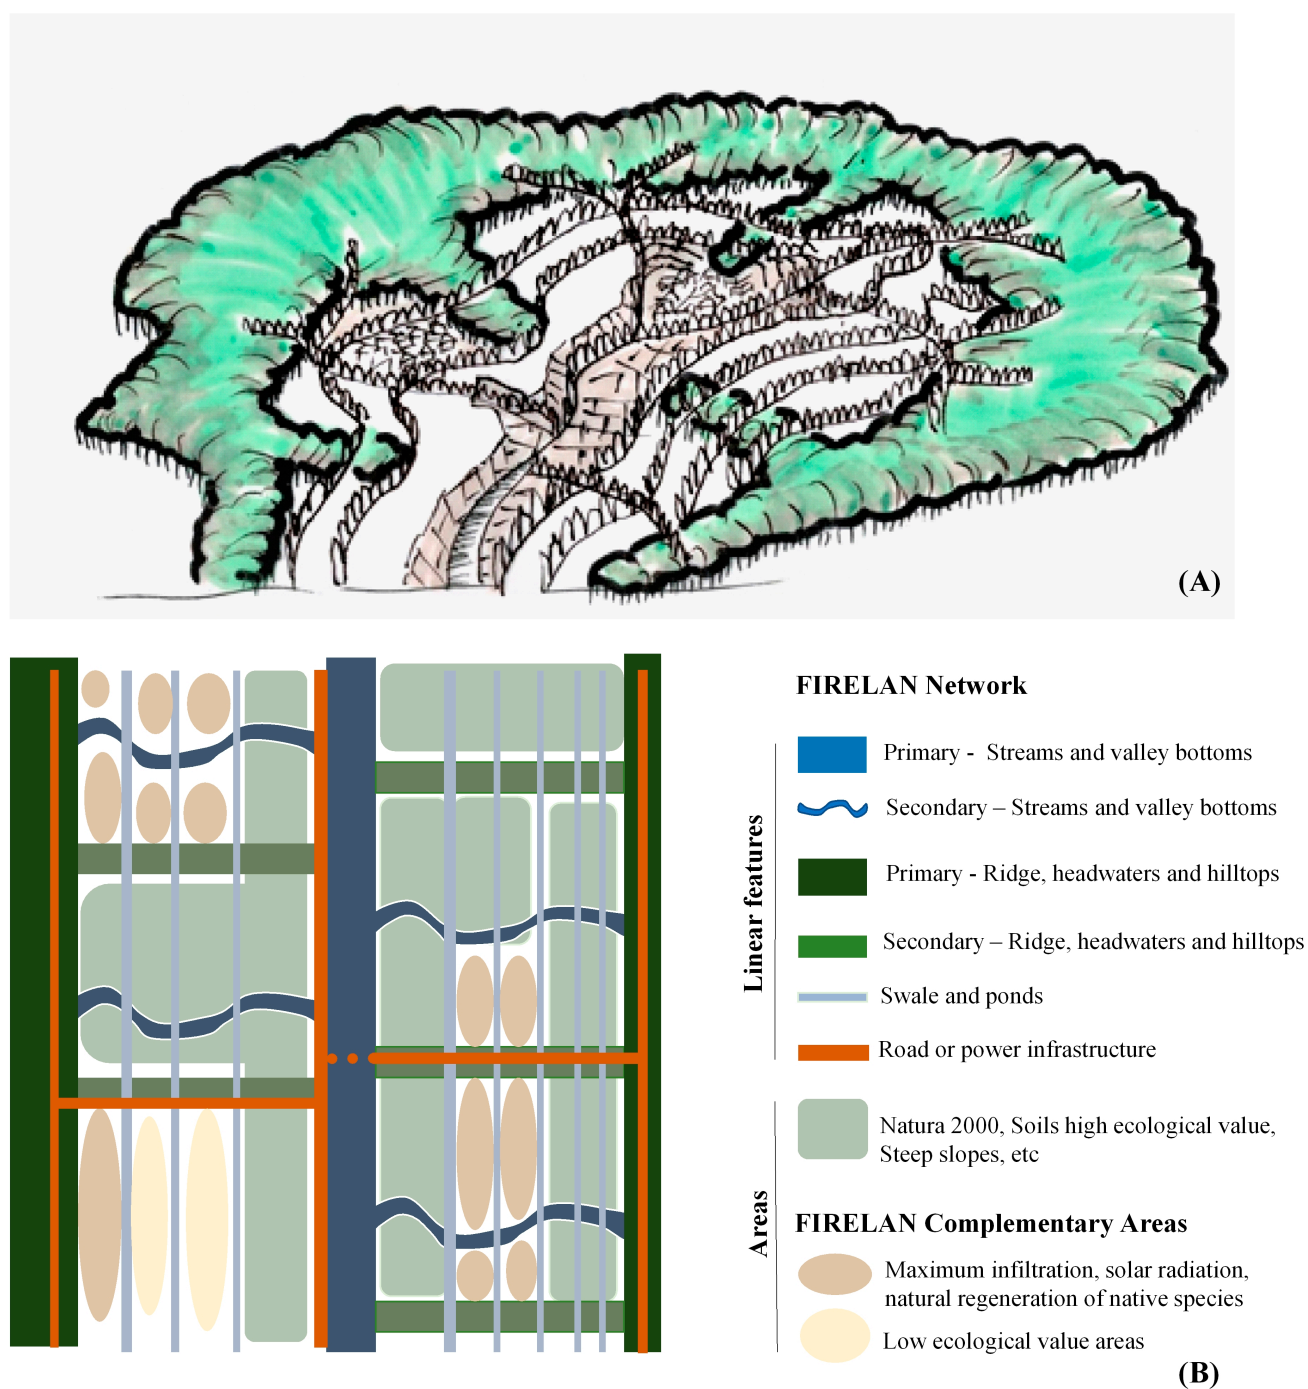 (A)
FIRELAN Network
Linear features
Primary - Streams and valley bottoms
Secondary – Streams and valley bottoms
Primary - Ridge, headwaters and hilltops
Secondary – Ridge, headwaters and hilltops
Swale and ponds
Road or power infrastructure
Areas
Natura 2000, Soils high ecological value,
Steep slopes, etc
FIRELAN Complementary Areas
Maximum infiltration, solar radiation,
natural regeneration of native species
Low ecological value areas
(B)